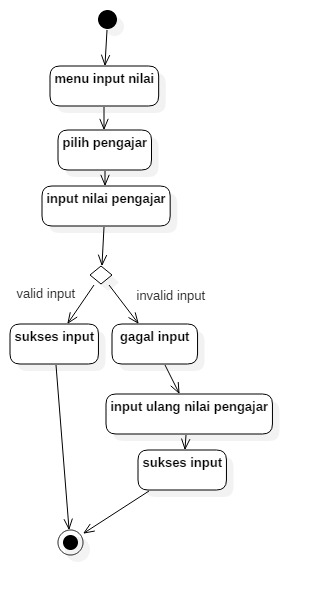 menu input nilai
pilih pengajar
input nilai pengajar
valid input
invalid input
sukses input
gagal input
input ulang nilai pengajar
sukses input